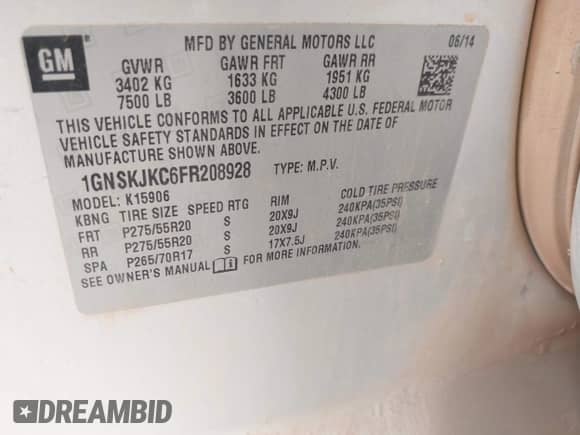 GM
MFD BY GENERAL MOTORS LLC 06/14
GVWR GAWR FRT GAWR RR
3402 KG 1633 KG 1951 KG
7500 LB 3600 LB 4300 LB
THIS VEHICLE CONFORMS TO ALL APPLICABLE U.S. FEDERAL MOTOR
VEHICLE SAFETY STANDARDS IN EFFECT ON THE DATE OF
MANUFACTURE SHOWN ABOVE.
1GNSKJKC6FR208928 TYPE: M.P.V.
MODEL: K15906
KBNG TIRE SIZE SPEED RTG RIM COLD TIRE PRESSURE
FRT P275/55R20 S 20X9J 240KPA(35PSI)
RR P275/55R20 S 20X9J 240KPA(35PSI)
SPA P265/70R17 S 17X7.5J 240KPA(35PSI)
SEE OWNER'S MANUAL FOR MORE INFORMATION.
DREAMBID